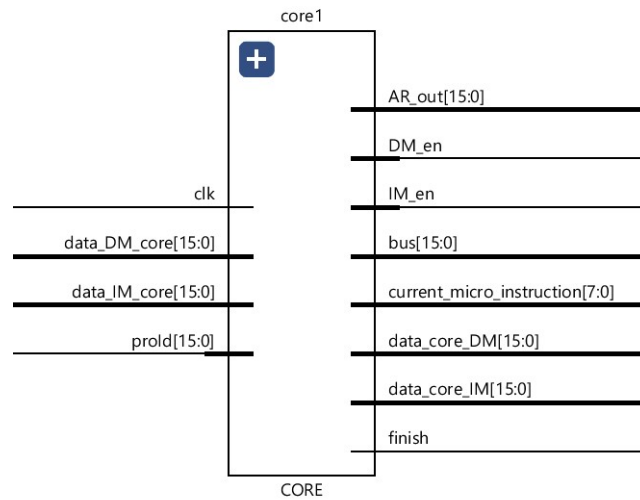 core1
AR_out[15:0]
DM_en
clk
IM_en
data_DM_core[15:0]
bus[15:0]
data_IM_core[15:0]
current_micro_instruction[7:0]
proId[15:0]
data_core_DM[15:0]
data_core_IM[15:0]
finish
CORE